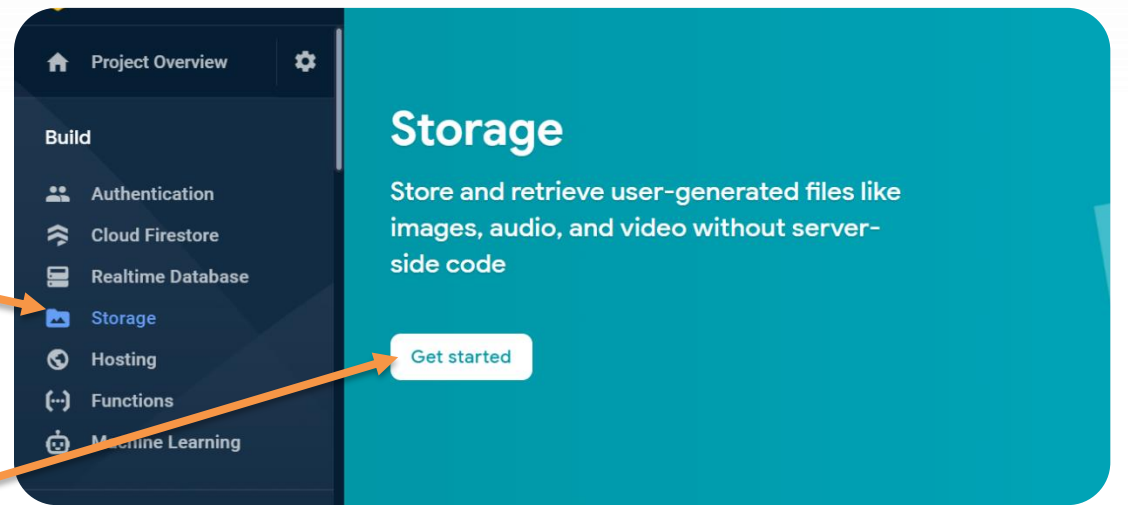 Project Overview
Build
Authentication
Cloud Firestore
Realtime Database
Storage
Hosting
Functions
Machine Learning
Storage
Store and retrieve user-generated files like
images, audio, and video without server-
side code
Get started